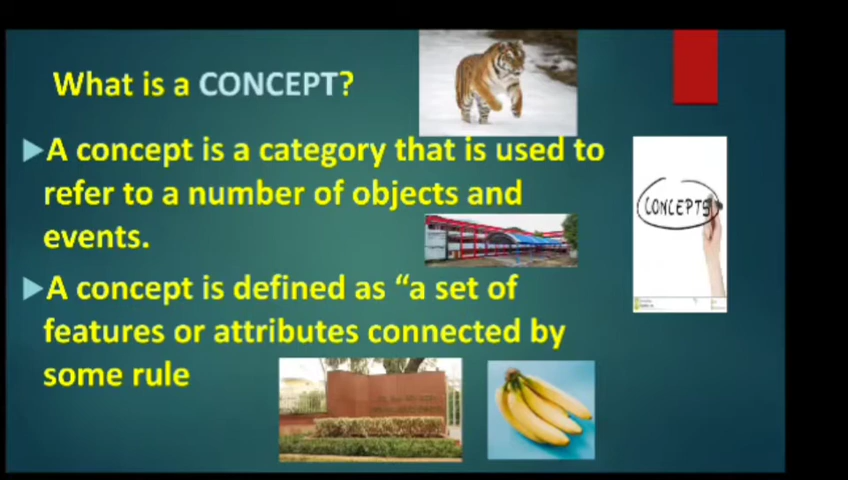 What is a CONCEPT?
A concept is a category that is used to
refer to a number of objects and
events.
A concept is defined as “a set of
features or attributes connected by
some rule
CONCEPTS